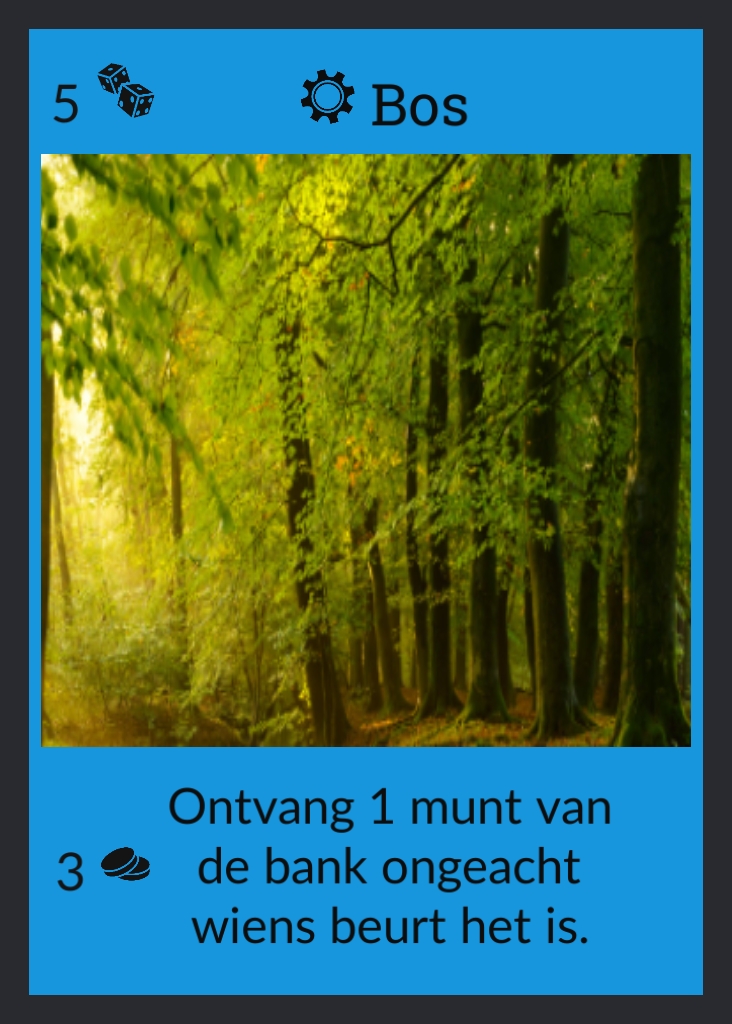 5 Bos
Ontvang 1 munt van
de bank ongeacht
3
wiens beurt het is.